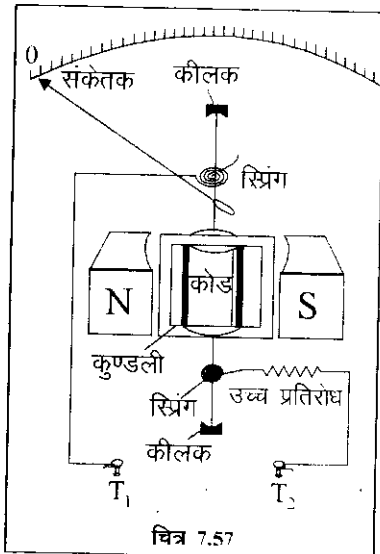 0
संकेतक
कीलक
स्प्रिंग
N
कोड
S
कुण्डली
स्प्रिंग
उच्च प्रतिरोध
कीलक
T₁
T₂
चित्र 7.57